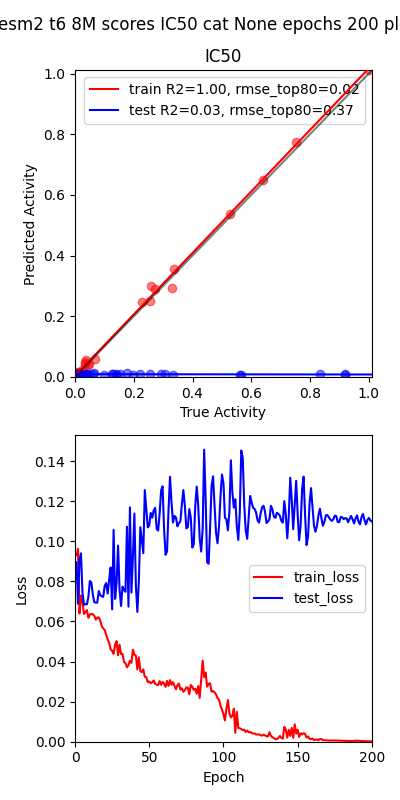 esm2 t6 8M scores IC50 cat None epochs 200 pl
IC50
1.0
0.8
0.6
0.4
0.2
0.0
Predicted Activity
train R2=1.00, rmse_top80=0.02
test R2=0.03, rmse_top80=0.37
0.0 0.2 0.4 0.6 0.8 1.0
True Activity
0.14
0.12
0.10
0.08
0.06
0.04
0.02
0.00
Loss
train_loss
test_loss
0 50 100 150 200
Epoch